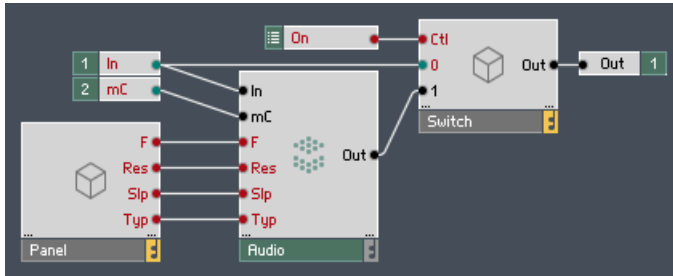 On
Ctl
1 In
0
Out
Out 1
2 mC
In
1
mC
Switch
F
F
Res
Res
Out
Slp
Slp
Typ
Typ
Panel
Audio